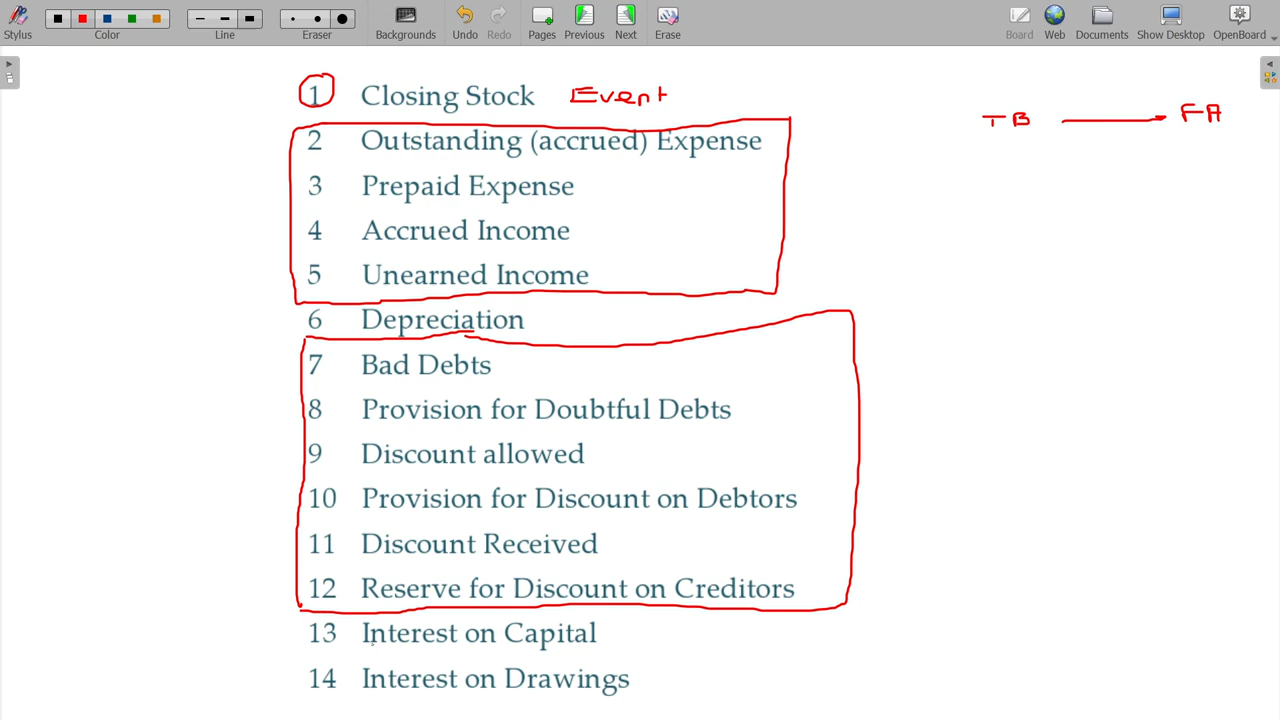 Stylus Color Line Eraser Backgrounds Undo Redo Pages Previous Next Erase Board Web Documents Show Desktop OpenBoard
1 Closing Stock Event
TB FA
2 Outstanding (accrued) Expense
3 Prepaid Expense
4 Accrued Income
5 Unearned Income
6 Depreciation
7 Bad Debts
8 Provision for Doubtful Debts
9 Discount allowed
10 Provision for Discount on Debtors
11 Discount Received
12 Reserve for Discount on Creditors
13 Interest on Capital
14 Interest on Drawings